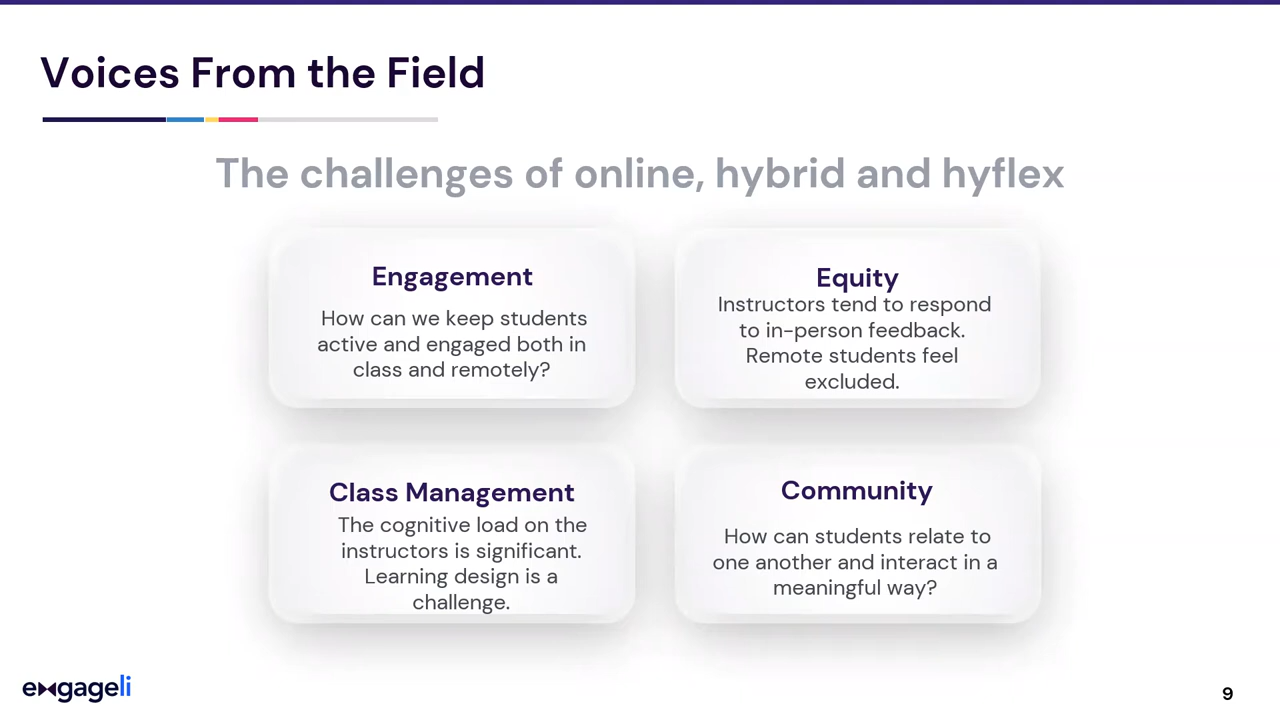 Voices From the Field
The challenges of online, hybrid and hyflex
Engagement
How can we keep students
active and engaged both in
class and remotely?
Equity
Instructors tend to respond
to in-person feedback.
Remote students feel
excluded.
Class Management
The cognitive load on the
instructors is significant.
Learning design is a
challenge.
Community
How can students relate to
one another and interact in a
meaningful way?
engageli
9